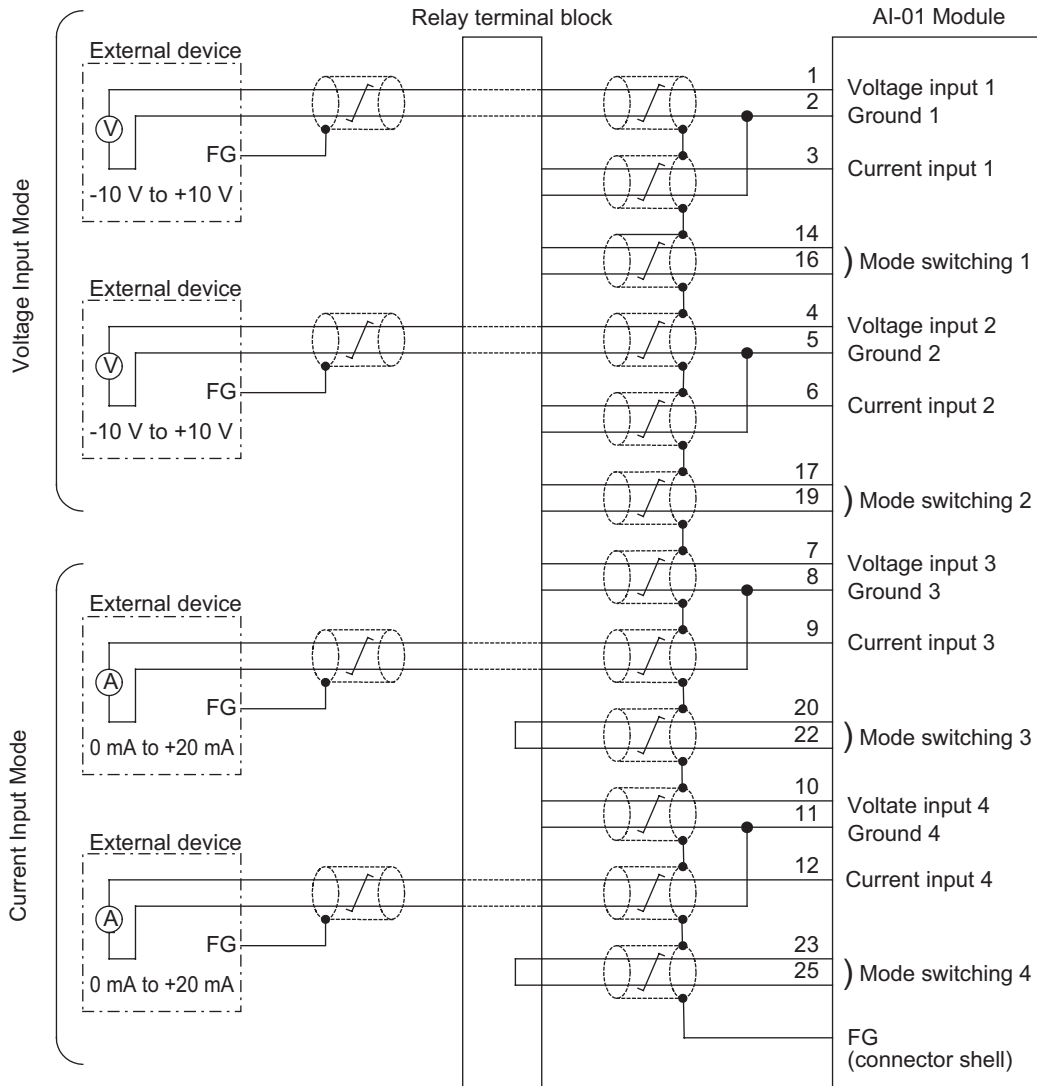 Relay terminal block
AI-01 Module
Voltage Input Mode
External device
V
FG
-10 V to +10 V
External device
V
FG
-10 V to +10 V
Current Input Mode
External device
A
FG
0 mA to +20 mA
External device
A
FG
0 mA to +20 mA
1 Voltage input 1
2 Ground 1
3 Current input 1
14
16
) Mode switching 1
4 Voltage input 2
5 Ground 2
6 Current input 2
17
19
) Mode switching 2
7 Voltage input 3
8 Ground 3
9 Current input 3
20
22
) Mode switching 3
10 Voltate input 4
11 Ground 4
12 Current input 4
23
25
) Mode switching 4
FG
(connector shell)